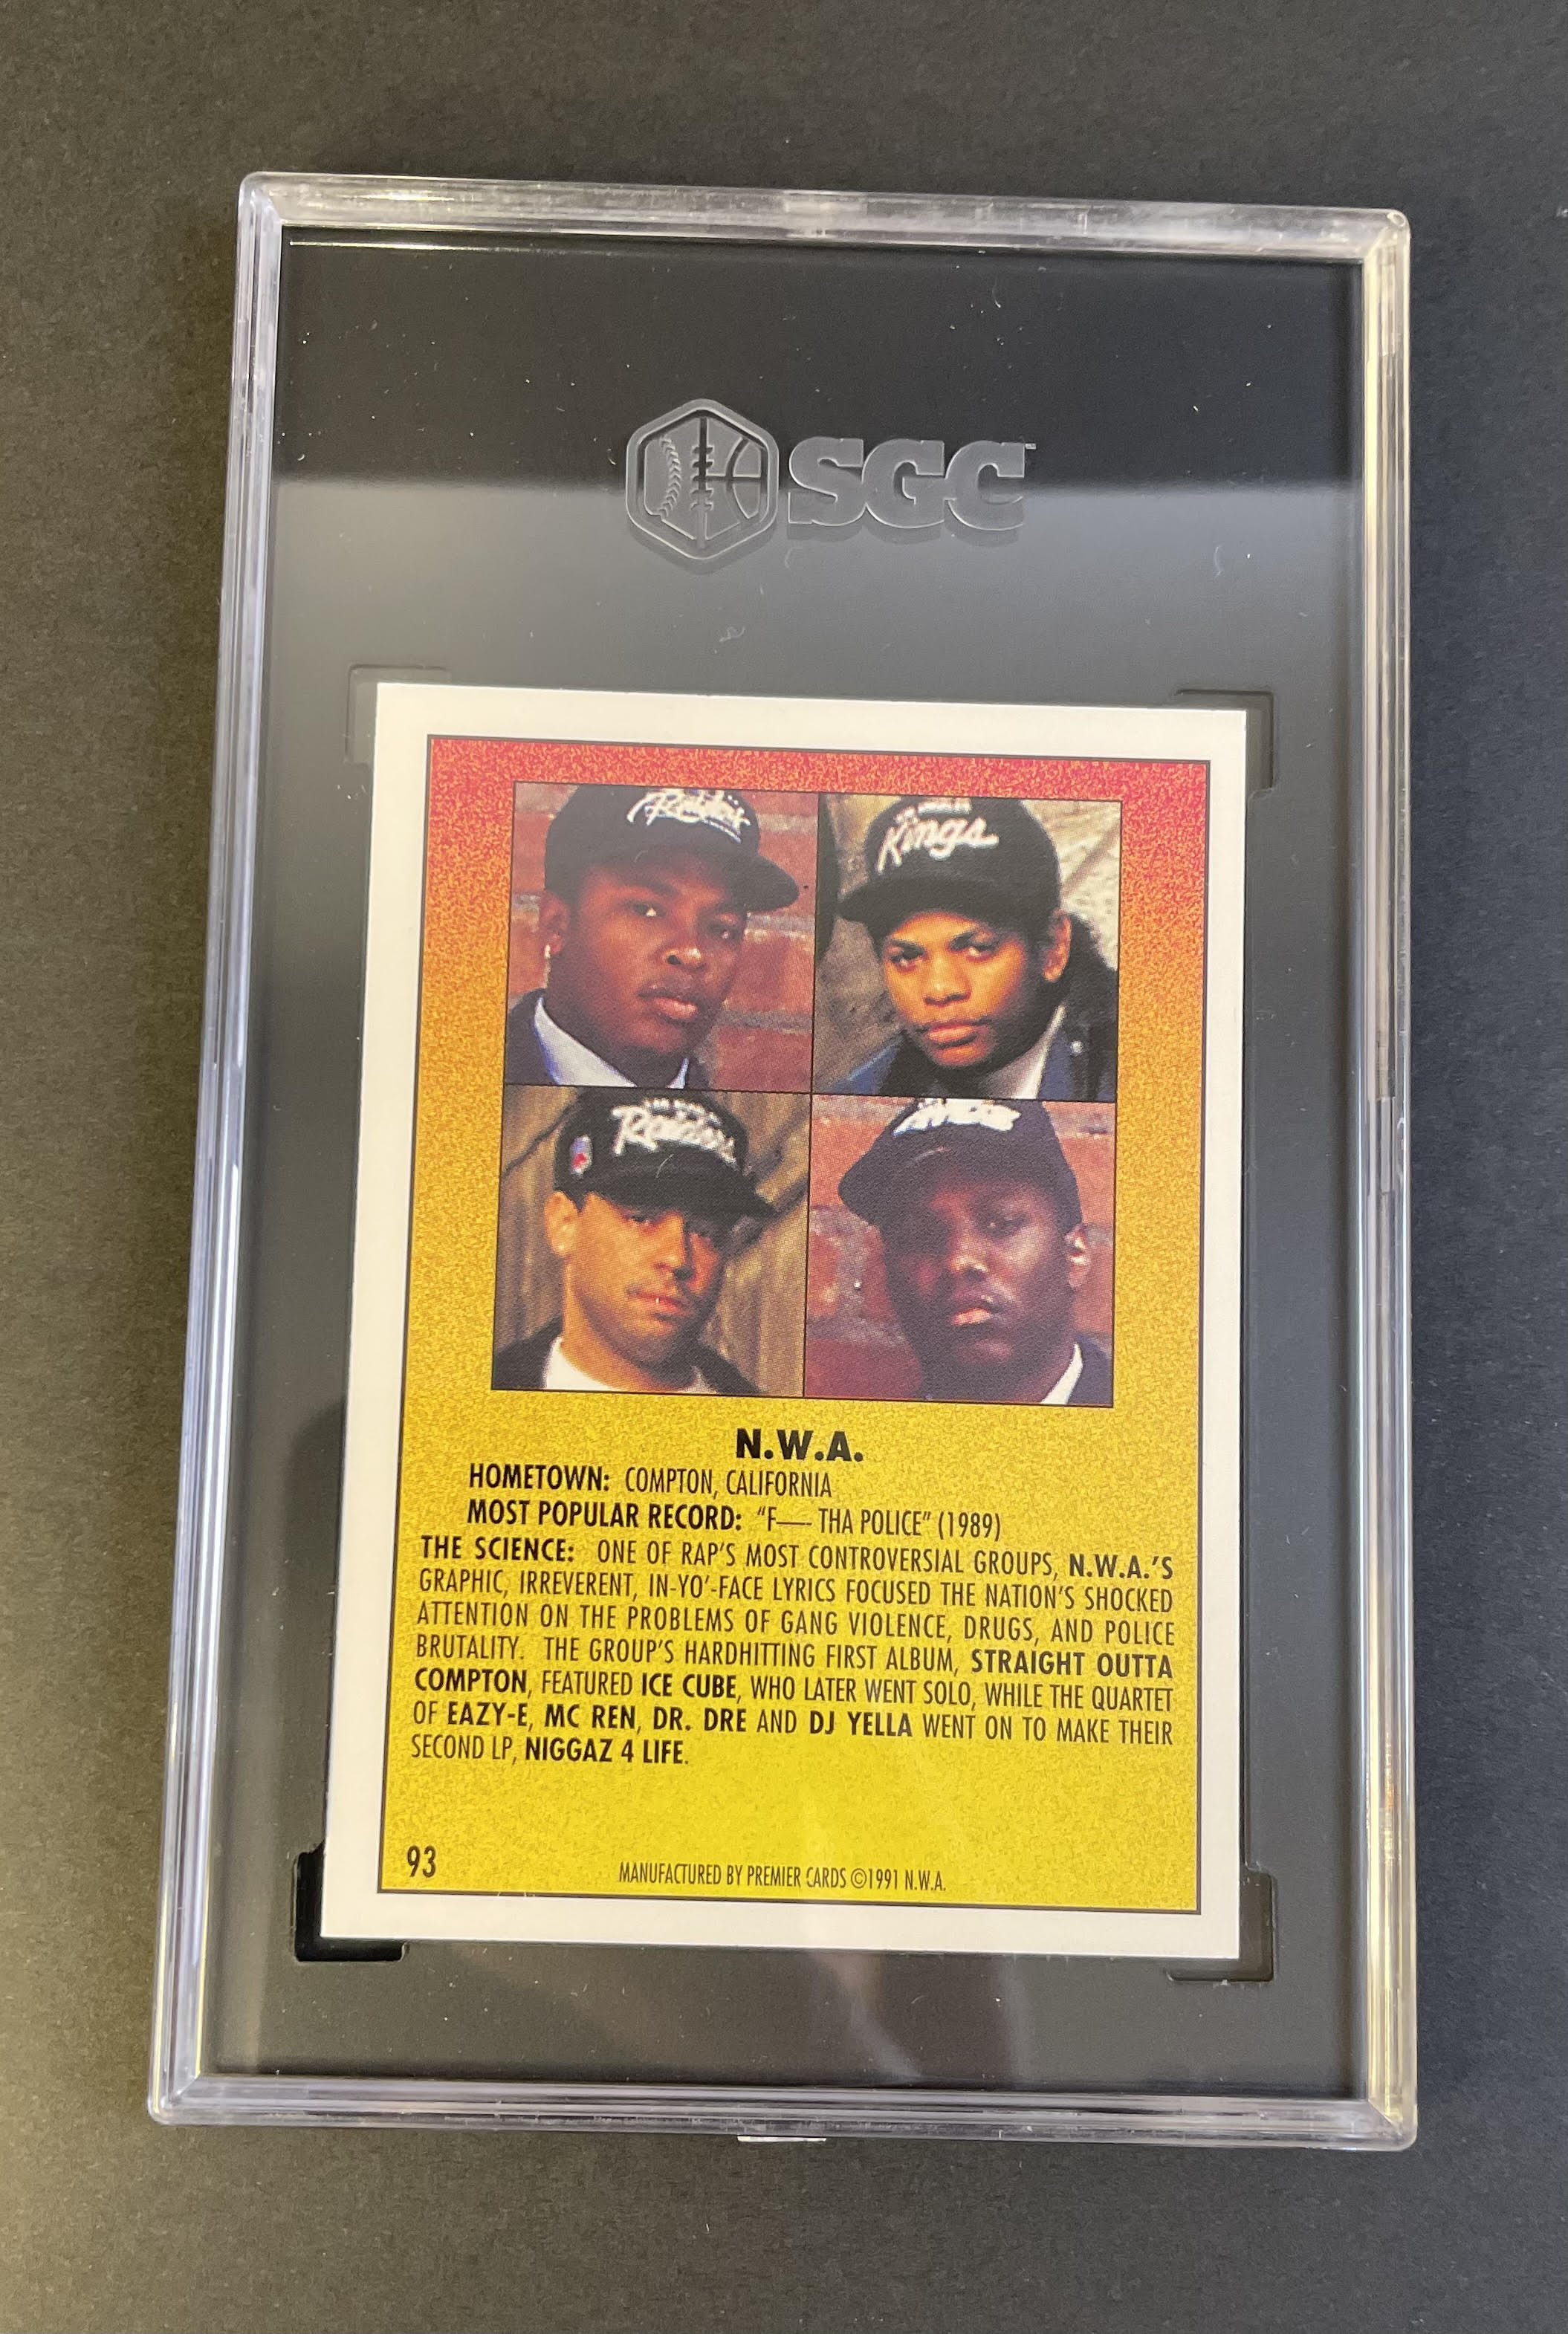 SGC
Raiders
Kings
Raiders
N.W.A.
HOMETOWN: COMPTON, CALIFORNIA
MOST POPULAR RECORD: “F— THA POLICE” (1989)
THE SCIENCE: ONE OF RAP’S MOST CONTROVERSIAL GROUPS, N.W.A.’S
GRAPHIC, IRREVERENT, IN-YO’-FACE LYRICS FOCUSED THE NATION’S SHOCKED
ATTENTION ON THE PROBLEMS OF GANG VIOLENCE, DRUGS, AND POLICE
BRUTALITY. THE GROUP’S HARDHITTING FIRST ALBUM, STRAIGHT OUTTA
COMPTON, FEATURED ICE CUBE, WHO LATER WENT SOLO, WHILE THE QUARTET
OF EAZY-E, MC REN, DR. DRE AND DJ YELLA WENT ON TO MAKE THEIR
SECOND LP, NIGGAZ 4 LIFE.
93
MANUFACTURED BY PREMIER CARDS ©1991 N.W.A.